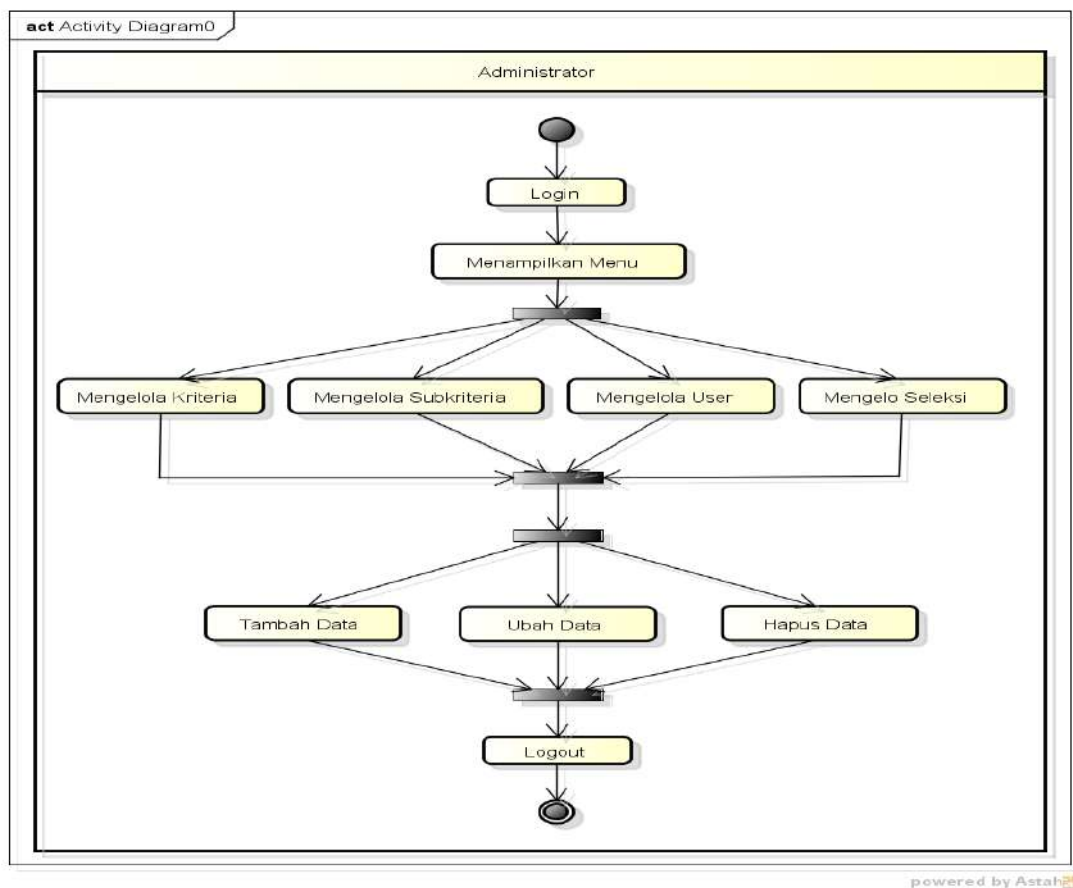 act Activity Diagram0
Administrator
Login
Menampilkan Menu
Mengelola Kriteria
Mengelola Subkriteria
Mengelola User
Mengelo Seleksi
Tambah Data
Ubah Data
Hapus Data
Logout
powered by Astah